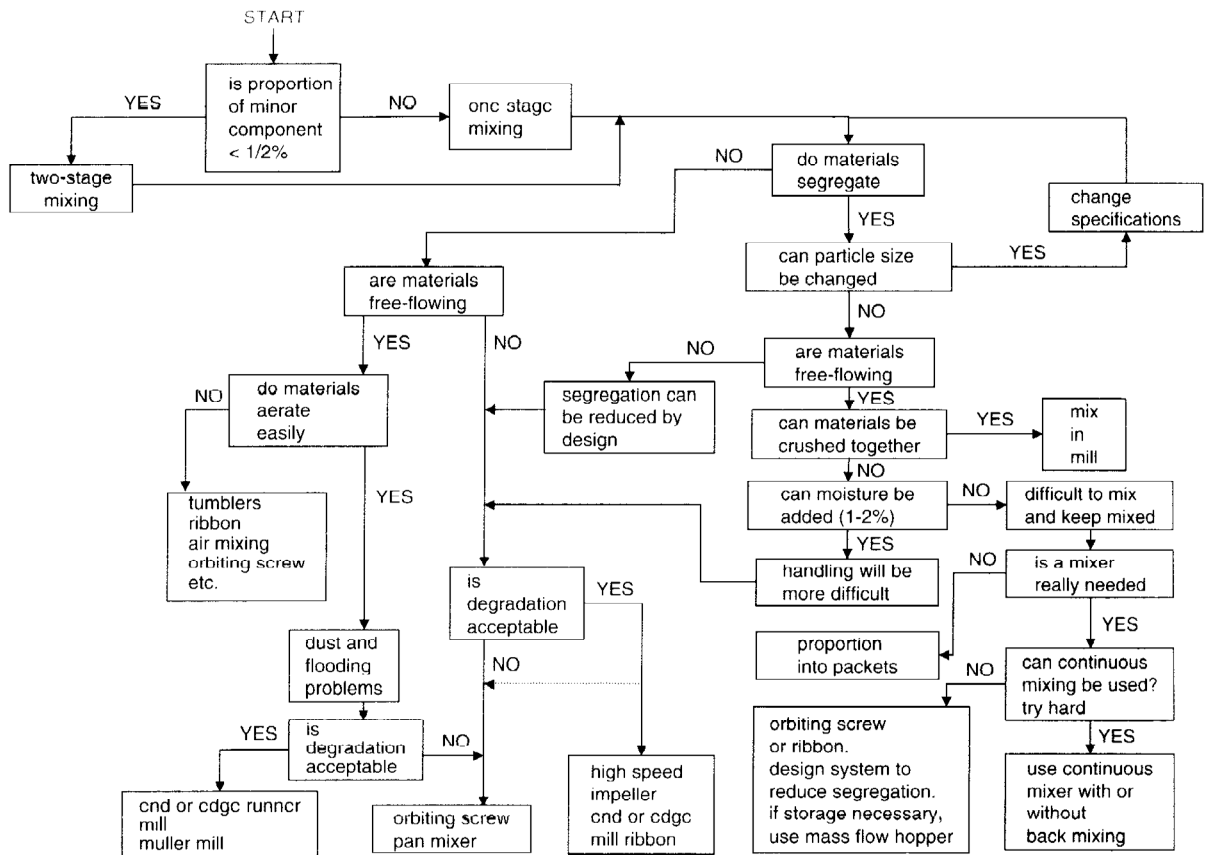 START
is proportion
of minor
component
< 1/2%
YES
NO
onc stagc
mixing
two-stage
mixing
do materials
segregate
NO
YES
change
specifications
can particle size
be changed
YES
NO
are materials
free-flowing
YES
NO
are materials
free-flowing
NO
YES
do materials
aerate
easily
NO
YES
segregation can
be reduced by
design
can materials be
crushed together
YES
NO
mix
in
mill
tumblers
ribbon
air mixing
orbiting screw
etc.
can moisture be
added (1-2%)
NO
YES
difficult to mix
and keep mixed
handling will be
more difficult
is a mixer
really needed
NO
YES
is
degradation
acceptable
YES
NO
dust and
flooding
problems
proportion
into packets
can continuous
mixing be used?
try hard
NO
YES
is
degradation
acceptable
YES
NO
orbiting screw
or ribbon.
design system to
reduce segregation.
if storage necessary,
use mass flow hopper
use continuous
mixer with or
without
back mixing
high speed
impeller
cnd or cdgc
mill ribbon
cnd or cdgc runncr
mill
muller mill
orbiting screw
pan mixer